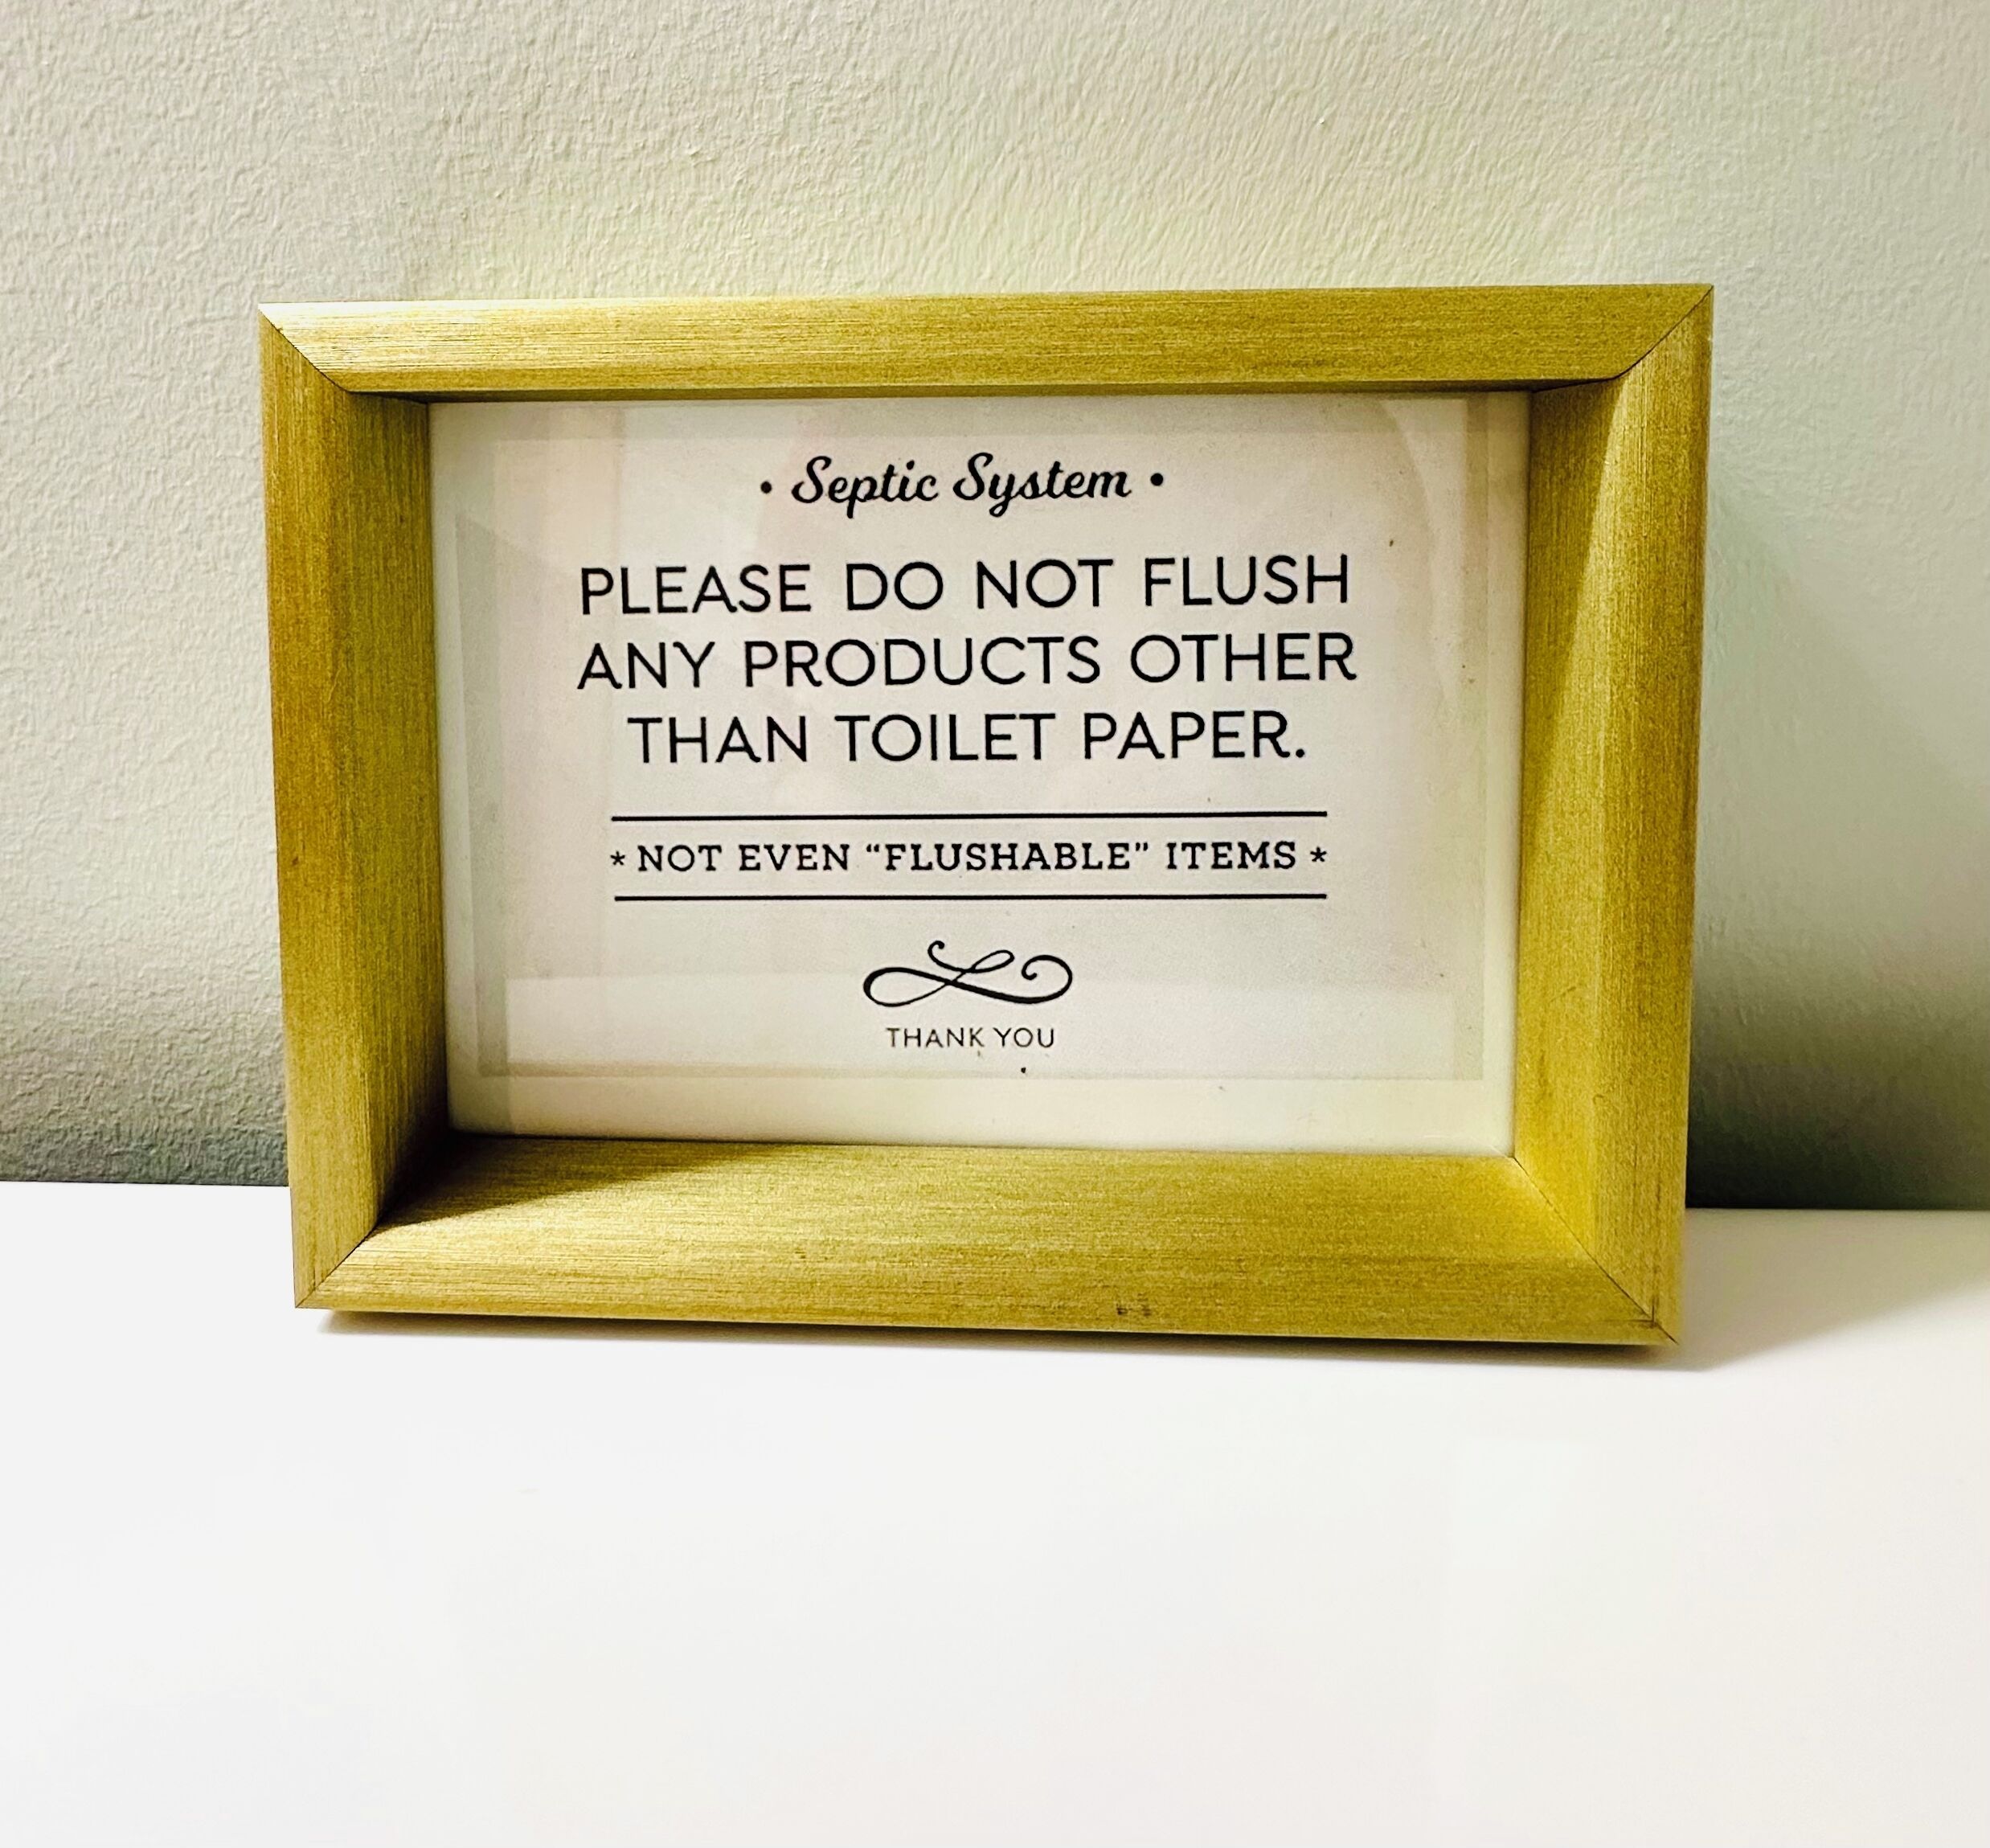 • Septic System •
PLEASE DO NOT FLUSH
ANY PRODUCTS OTHER
THAN TOILET PAPER.
* NOT EVEN “FLUSHABLE” ITEMS *
THANK YOU